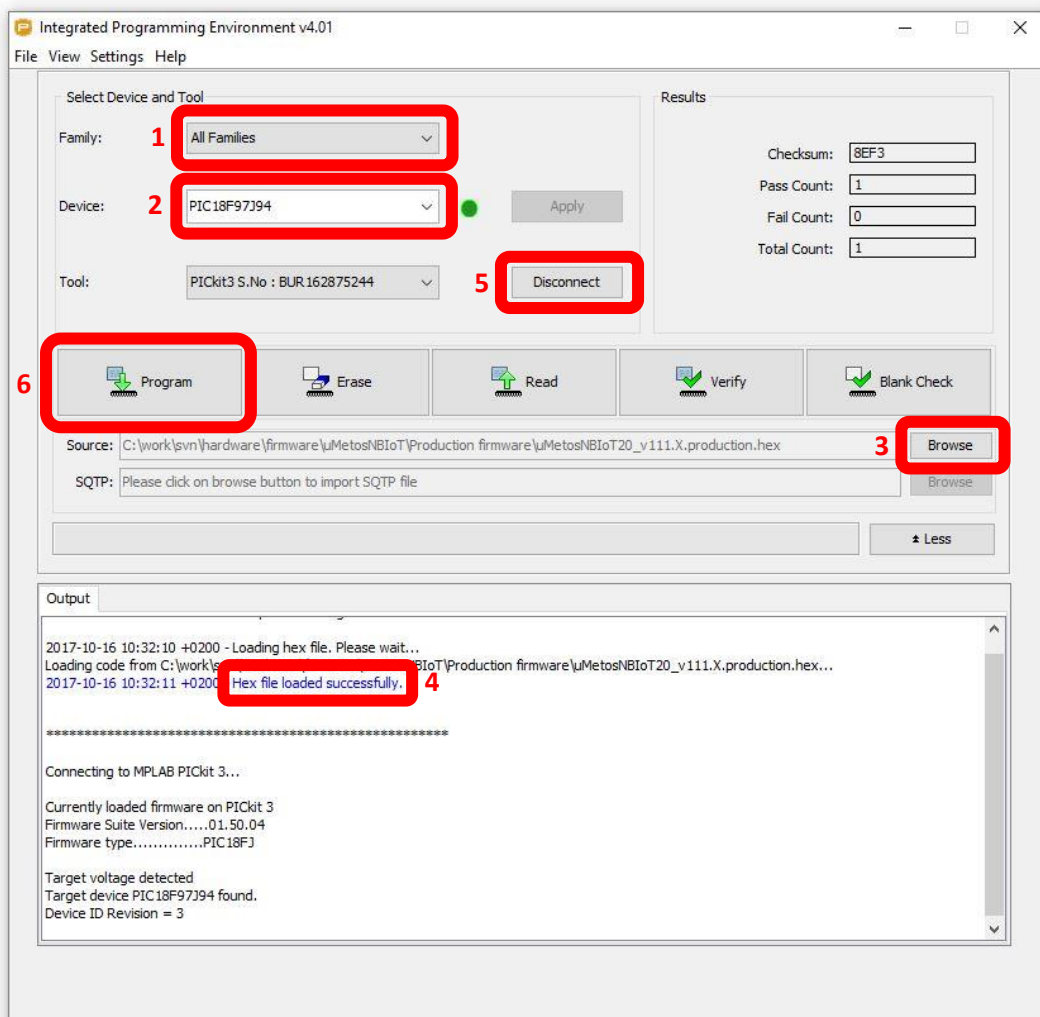 Integrated Programming Environment v4.01
File View Settings Help
Select Device and Tool
Family:
1
All Families
Device:
2
PIC18F97J94
Apply
Tool:
PICkit3 S.No : BUR162875244
5
Disconnect
Results
Checksum: 8EF3
Pass Count: 1
Fail Count: 0
Total Count: 1
6
Program
Erase
Read
Verify
Blank Check
Source: C:\work\svn\hardware\firmware\uMetosNBIoT\Production firmware\uMetosNBIoT20_v111.X.production.hex
3
Browse
SQTP: Please click on browse button to import SQTP file
Browse
Less
Output
2017-10-16 10:32:10 +0200 - Loading hex file. Please wait...
Loading code from C:\work\ BIoT\Production firmware\uMetosNBIoT20_v111.X.production.hex...
2017-10-16 10:32:11 +0200 Hex file loaded successfully. 4
*****************************************************
Connecting to MPLAB PICkit 3...
Currently loaded firmware on PICkit 3
Firmware Suite Version.....01.50.04
Firmware type..............PIC18FJ
Target voltage detected
Target device PIC18F97J94 found.
Device ID Revision = 3